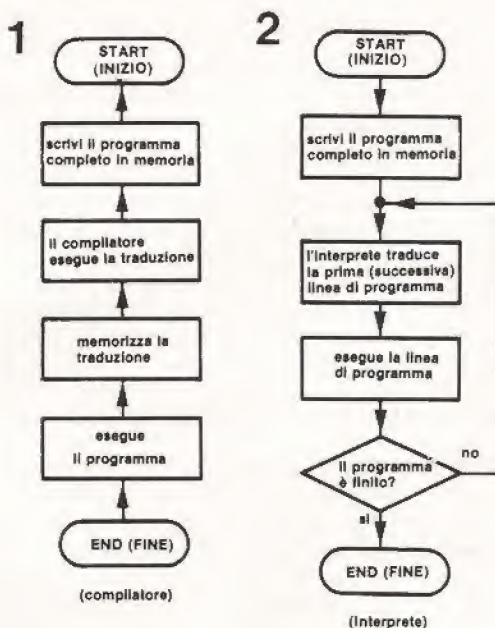 1
START
(INIZIO)
scrivi il programma
completo in memoria
il compilatore
esegue la traduzione
memorizza la
traduzione
esegue
il programma
END (FINE)
(compilatore)
2
START
(INIZIO)
scrivi il programma
completo in memoria
l'interprete traduce
la prima (successiva)
linea di programma
esegue la linea
di programma
il programma
è finito?
no
si
END (FINE)
(interprete)